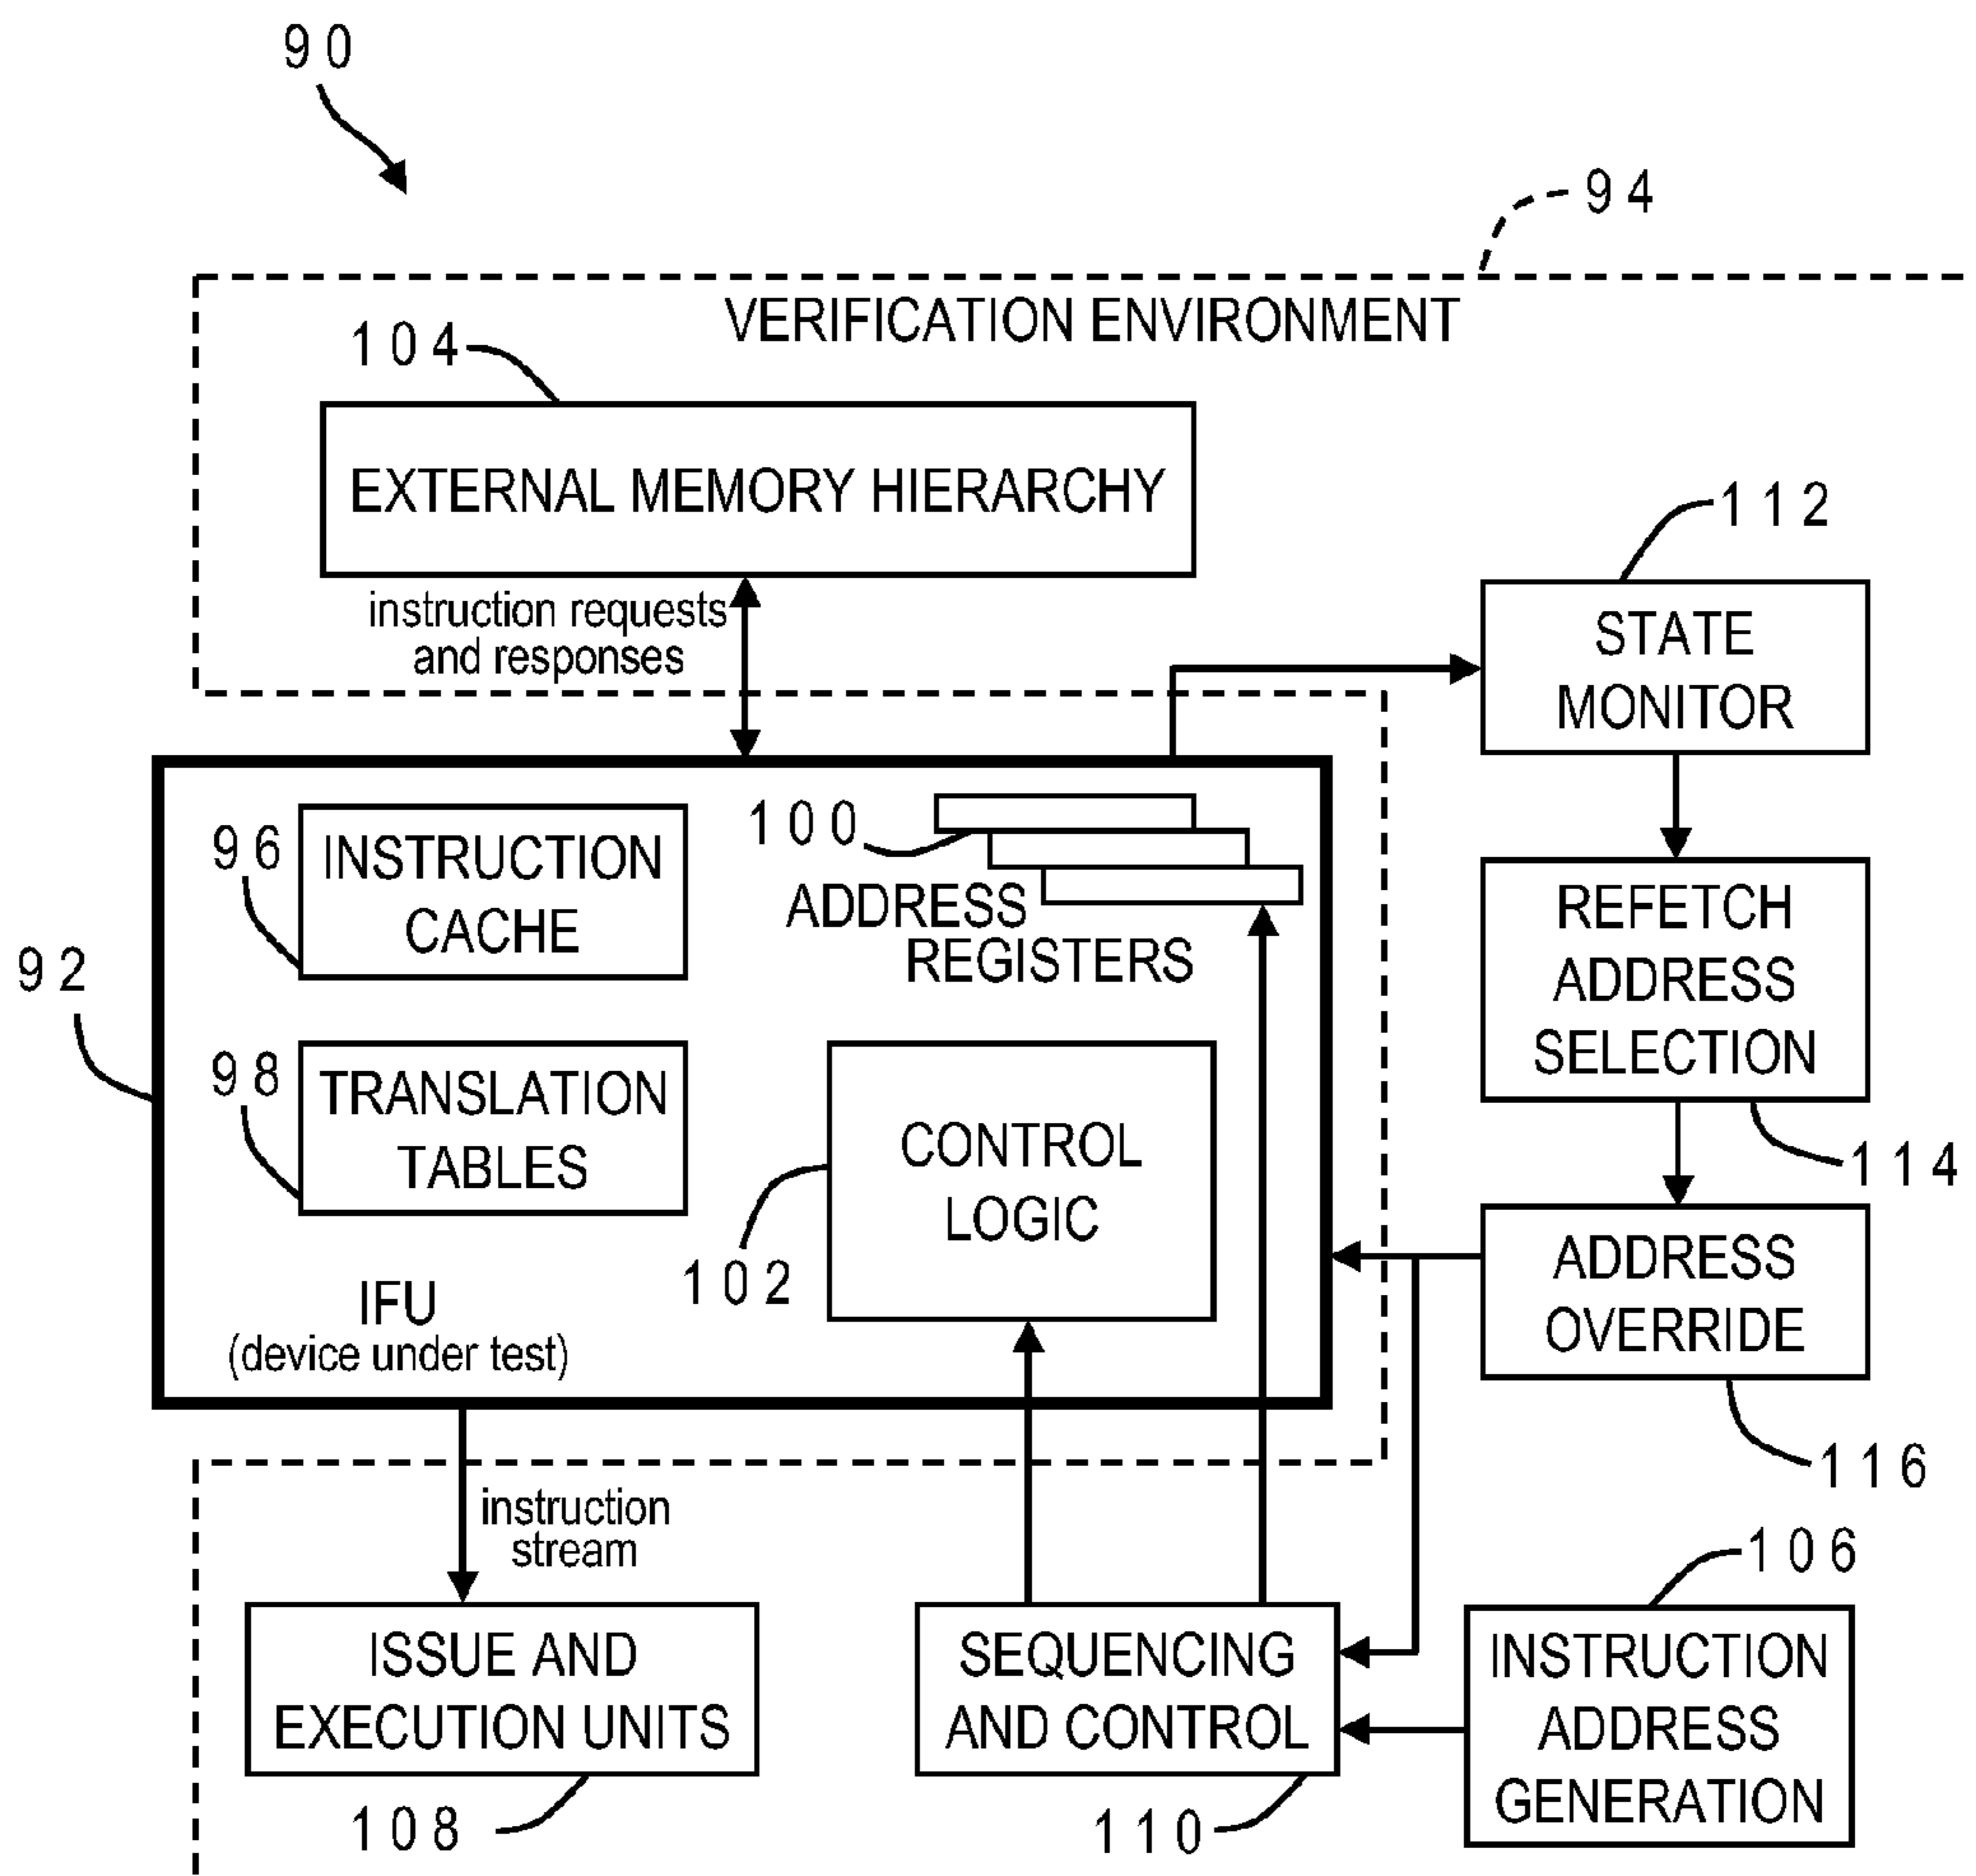 90
94
VERIFICATION ENVIRONMENT
104
EXTERNAL MEMORY HIERARCHY
112
instruction requests
and responses
STATE
MONITOR
100
96
INSTRUCTION
CACHE
ADDRESS
REGISTERS
REFETCH
ADDRESS
SELECTION
92
98
TRANSLATION
TABLES
CONTROL
LOGIC
114
102
ADDRESS
OVERRIDE
IFU
(device under test)
116
instruction
stream
106
ISSUE AND
EXECUTION UNITS
SEQUENCING
AND CONTROL
INSTRUCTION
ADDRESS
GENERATION
108
110